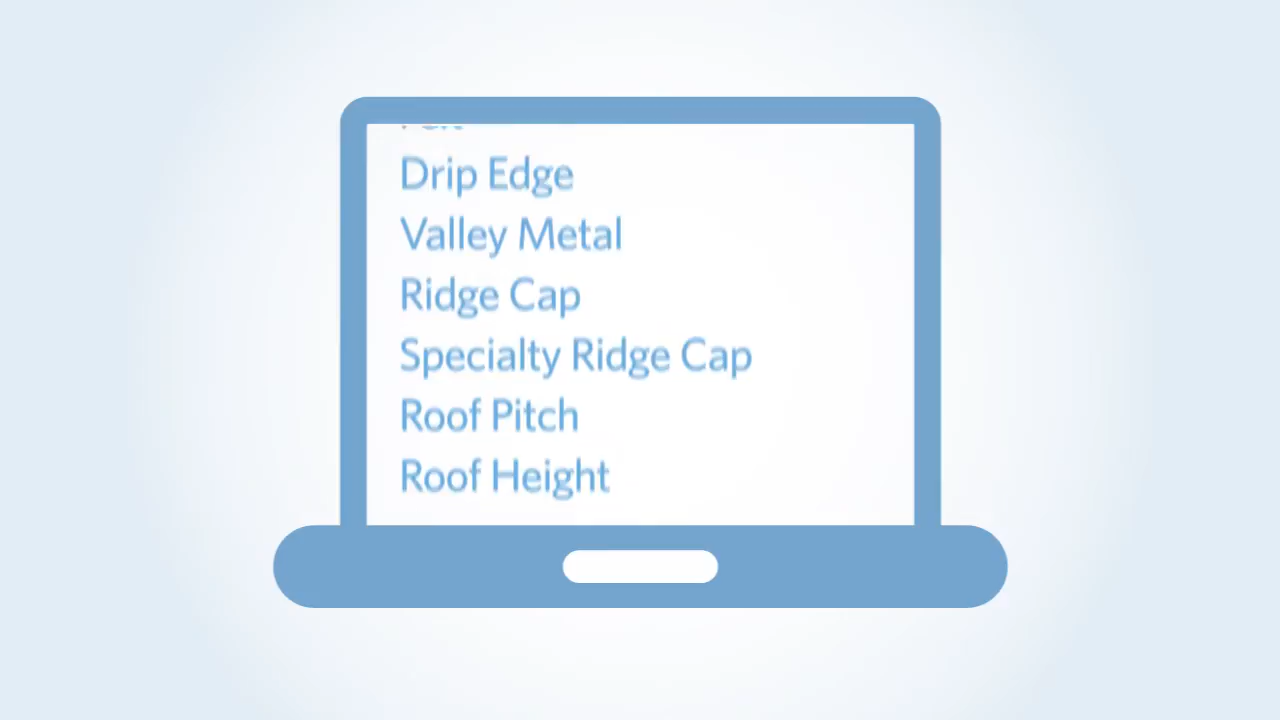 Drip Edge
Valley Metal
Ridge Cap
Specialty Ridge Cap
Roof Pitch
Roof Height